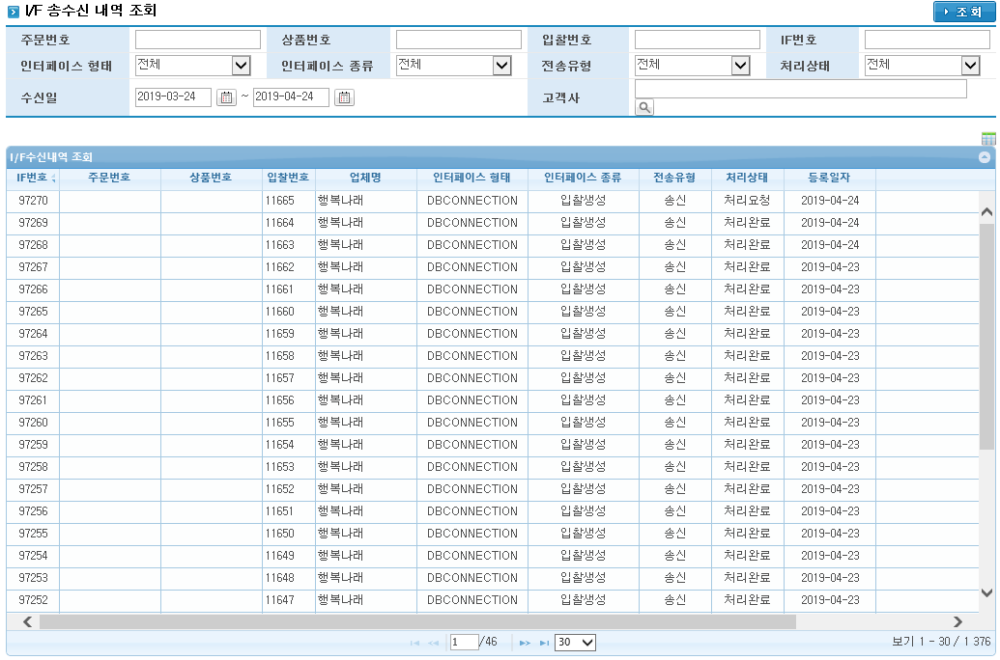 I/F 송수신 내역 조회
조회
주문번호 상품번호 입찰번호 IF번호
인터페이스 형태 전체 인터페이스 종류 전체 전송유형 전체 처리상태 전체
수신일 2019-03-24 ~ 2019-04-24 고객사
I/F수신내역 조회
IF번호 주문번호 상품번호 입찰번호 업체명 인터페이스 형태 인터페이스 종류 전송유형 처리상태 등록일자
97270 11665 행복나래 DBCONNECTION 입찰생성 송신 처리요청 2019-04-24
97269 11664 행복나래 DBCONNECTION 입찰생성 송신 처리완료 2019-04-24
97268 11663 행복나래 DBCONNECTION 입찰생성 송신 처리완료 2019-04-24
97267 11662 행복나래 DBCONNECTION 입찰생성 송신 처리완료 2019-04-23
97266 11661 행복나래 DBCONNECTION 입찰생성 송신 처리완료 2019-04-23
97265 11660 행복나래 DBCONNECTION 입찰생성 송신 처리완료 2019-04-23
97264 11659 행복나래 DBCONNECTION 입찰생성 송신 처리완료 2019-04-23
97263 11658 행복나래 DBCONNECTION 입찰생성 송신 처리완료 2019-04-23
97262 11657 행복나래 DBCONNECTION 입찰생성 송신 처리완료 2019-04-23
97261 11656 행복나래 DBCONNECTION 입찰생성 송신 처리완료 2019-04-23
97260 11655 행복나래 DBCONNECTION 입찰생성 송신 처리완료 2019-04-23
97259 11654 행복나래 DBCONNECTION 입찰생성 송신 처리완료 2019-04-23
97258 11653 행복나래 DBCONNECTION 입찰생성 송신 처리완료 2019-04-23
97257 11652 행복나래 DBCONNECTION 입찰생성 송신 처리완료 2019-04-23
97256 11651 행복나래 DBCONNECTION 입찰생성 송신 처리완료 2019-04-23
97255 11650 행복나래 DBCONNECTION 입찰생성 송신 처리완료 2019-04-23
97254 11649 행복나래 DBCONNECTION 입찰생성 송신 처리완료 2019-04-23
97253 11648 행복나래 DBCONNECTION 입찰생성 송신 처리완료 2019-04-23
97252 11647 행복나래 DBCONNECTION 입찰생성 송신 처리완료 2019-04-23
1 /46 30 보기 1 - 30 / 1 376